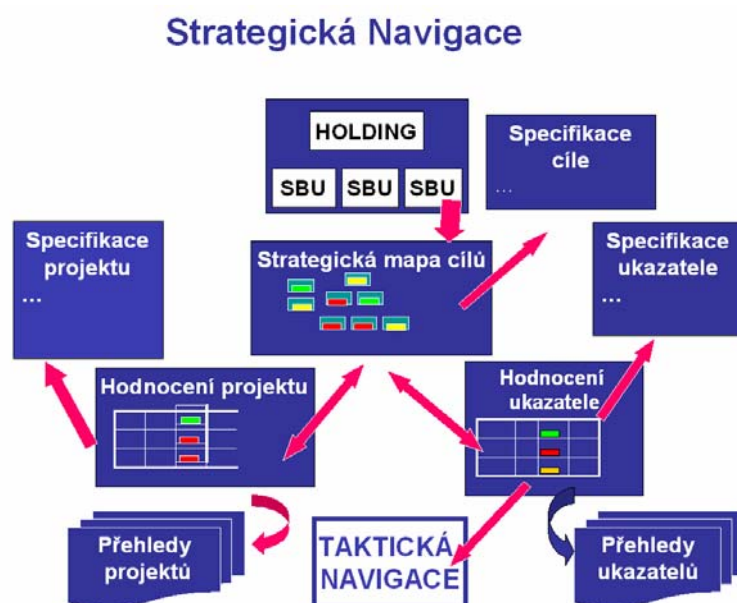 Strategická Navigace
HOLDING
SBU SBU SBU
Specifikace
cíle
...
Specifikace
projektu
...
Strategická mapa cílů
Specifikace
ukazatele
...
Hodnocení projektu
Hodnocení
ukazatele
Přehledy
projektů
TAKTICKÁ
NAVIGACE
Přehledy
ukazatelů